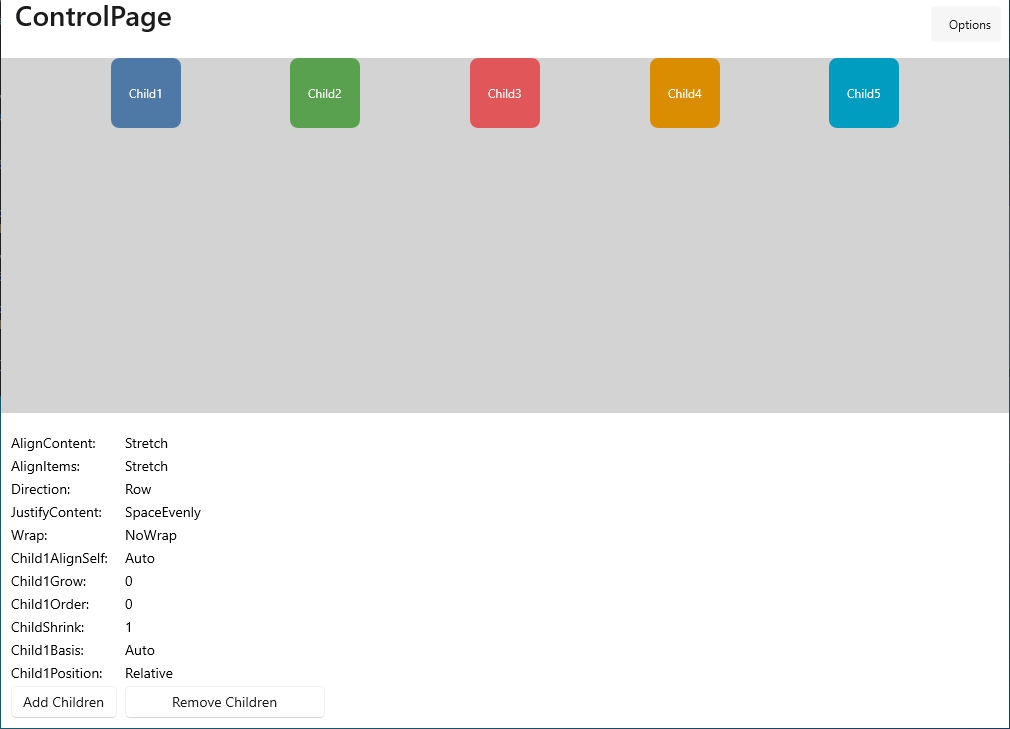 ControlPage
Options
Child1 Child2 Child3 Child4 Child5
AlignContent: Stretch
AlignItems: Stretch
Direction: Row
JustifyContent: SpaceEvenly
Wrap: NoWrap
Child1AlignSelf: Auto
Child1Grow: 0
Child1Order: 0
ChildShrink: 1
Child1Basis: Auto
Child1Position: Relative
Add Children Remove Children